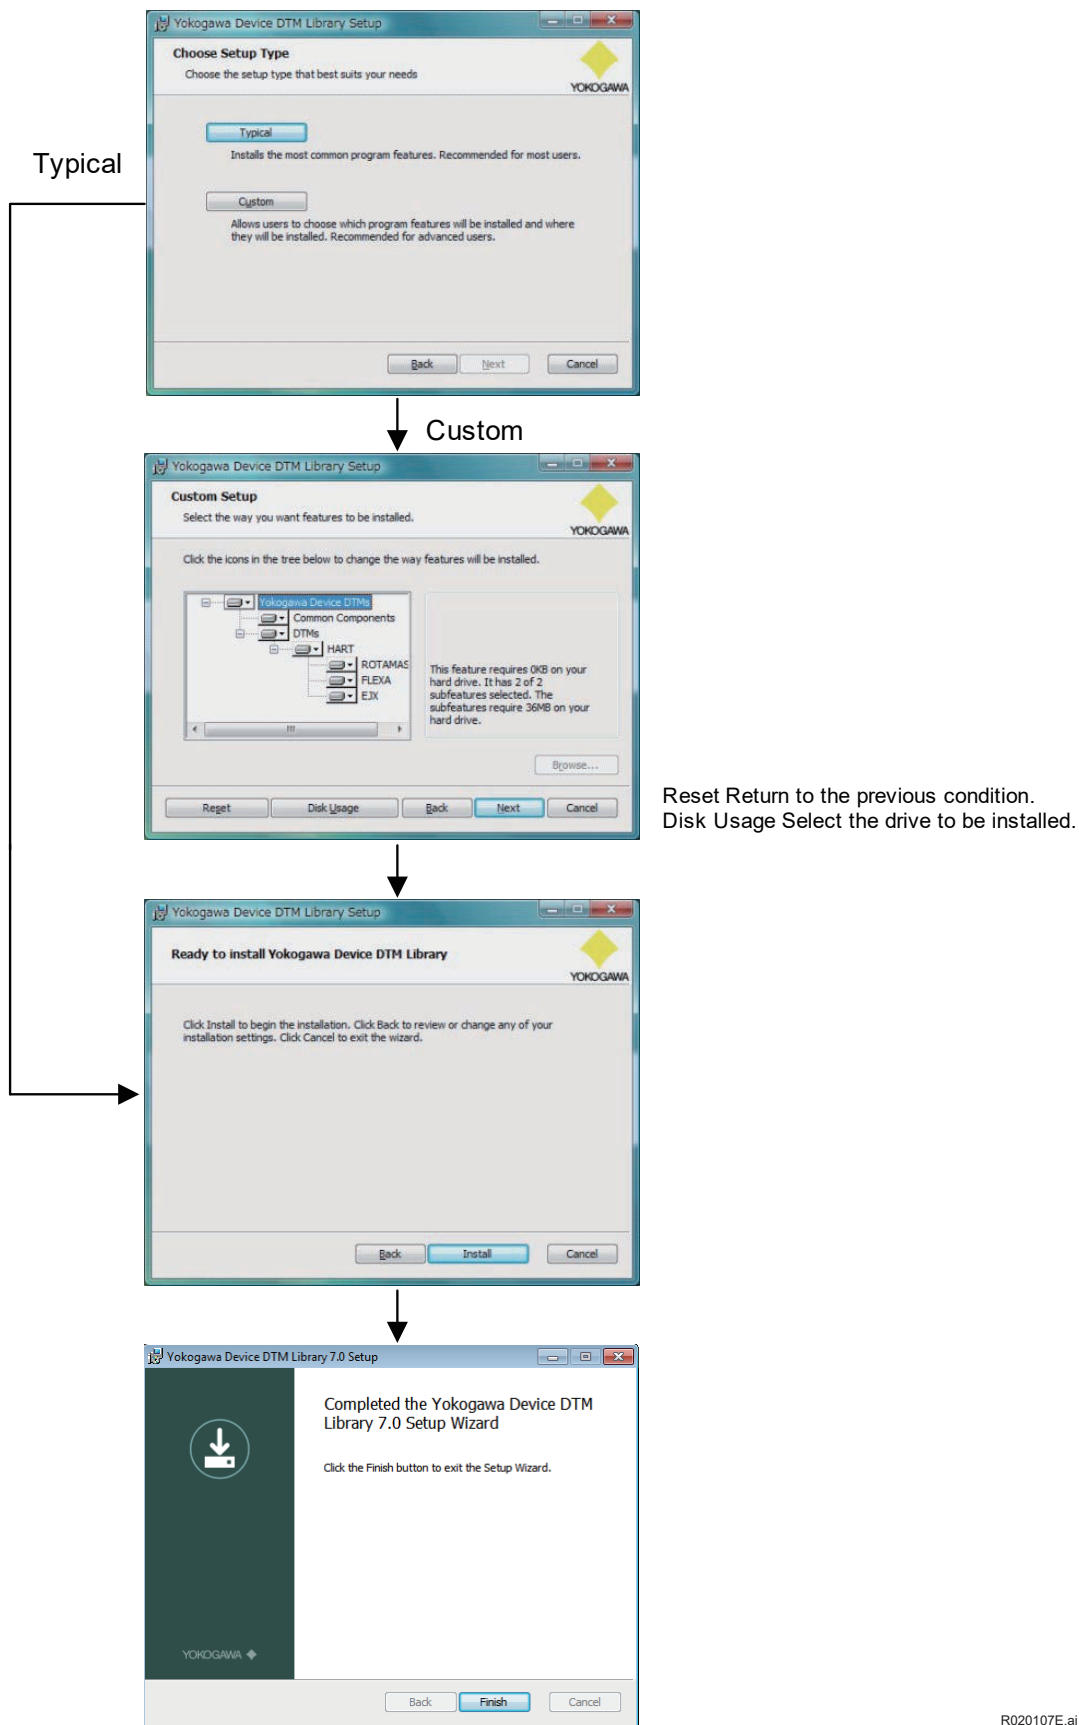 Yokogawa Device DTM Library Setup
Choose Setup Type
Choose the setup type that best suits your needs
YOKOGAWA
Typical
Typical
Installs the most common program features. Recommended for most users.
Custom
Allows users to choose which program features will be installed and where
they will be installed. Recommended for advanced users.
Back Next Cancel
Custom
Yokogawa Device DTM Library Setup
Custom Setup
Select the way you want features to be installed.
YOKOGAWA
Click the icons in the tree below to change the way features will be installed.
Yokogawa Device DTMs
Common Components
DTMs
HART
ROTAMAS
FLEXA
EJX
This feature requires 0KB on your
hard drive. It has 2 of 2
subfeatures selected. The
subfeatures require 36MB on your
hard drive.
Browse...
Reset Disk Usage Back Next Cancel
Reset Return to the previous condition.
Disk Usage Select the drive to be installed.
Yokogawa Device DTM Library Setup
Ready to install Yokogawa Device DTM Library
YOKOGAWA
Click Install to begin the installation. Click Back to review or change any of your
installation settings. Click Cancel to exit the wizard.
Back Install Cancel
Yokogawa Device DTM Library 7.0 Setup
Completed the Yokogawa Device DTM
Library 7.0 Setup Wizard
Click the Finish button to exit the Setup Wizard.
YOKOGAWA
Back Finish Cancel
R020107E.ai